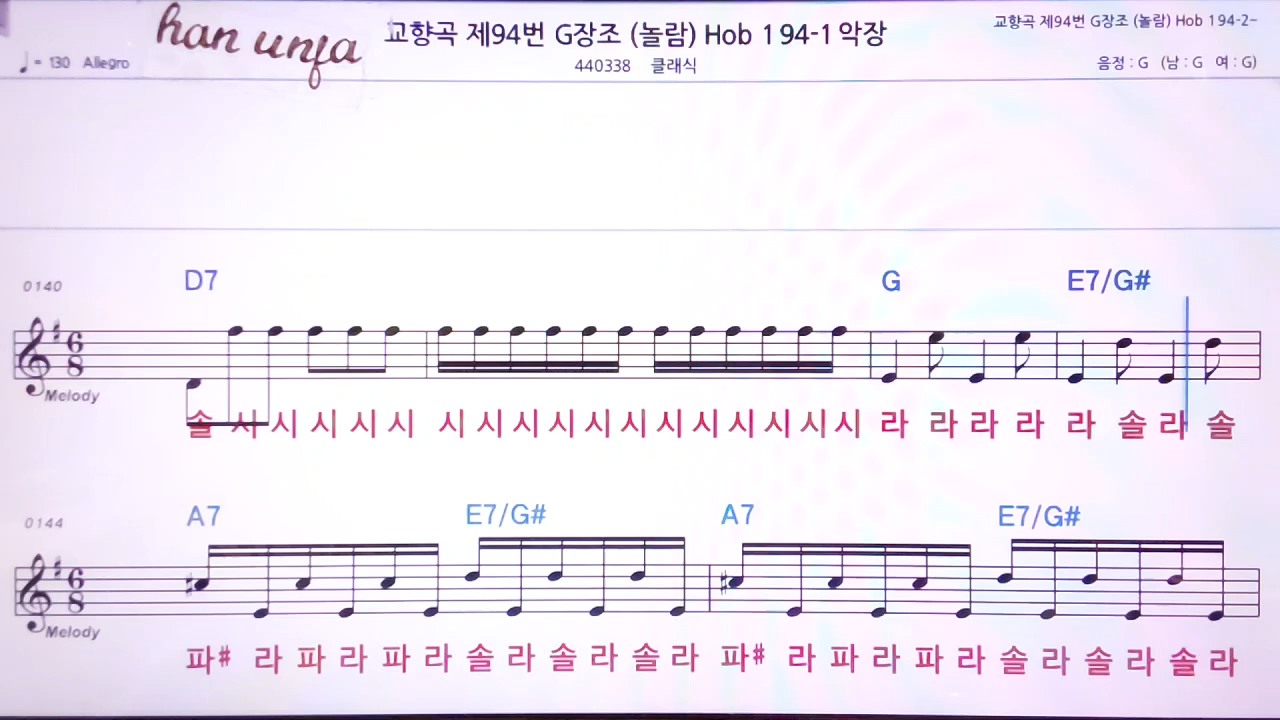 han unfa
교향곡 제94번 G장조 (놀람) Hob 1 94-1 악장
교향곡 제94번 G장조 (놀람) Hob 1 94-2~
♩ = 130 Allegro
440338 클래식
음정 : G (남 : G 여 : G)
0140 D7 G E7/G#
6 8
Melody
솔 시 시 시 시 시 시 시 시 시 시 시 시 시 시 시 시 시 라 라 라 라 라 솔 라 솔
0144 A7 E7/G# A7 E7/G#
6 8
Melody
파# 라 파 라 파 라 솔 라 솔 라 솔 라 파# 라 파 라 파 라 솔 라 솔 라 솔 라